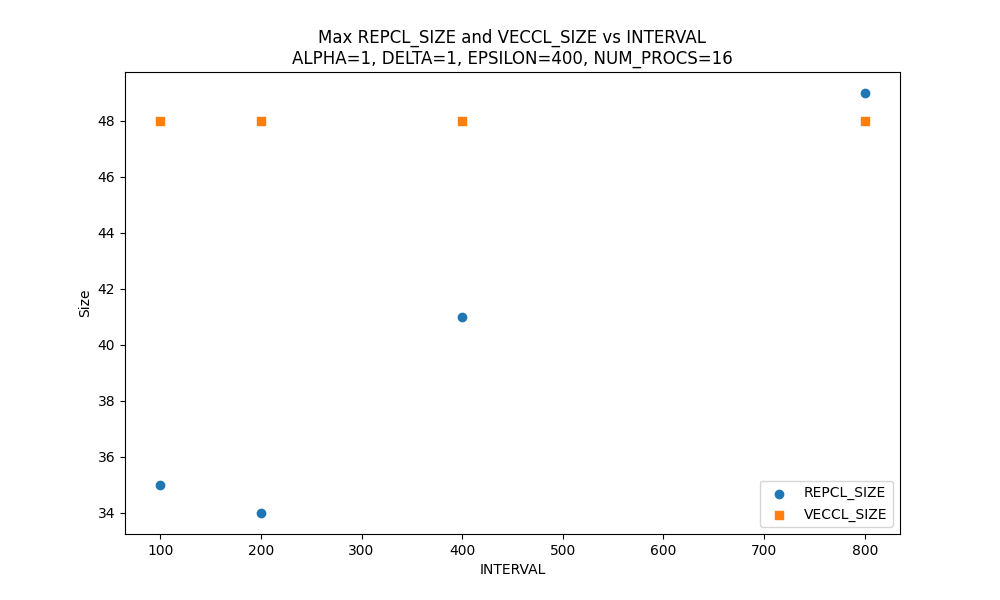 Max REPCL_SIZE and VECCL_SIZE vs INTERVAL
ALPHA=1, DELTA=1, EPSILON=400, NUM_PROCS=16
Size
48
46
44
42
40
38
36
34
100 200 300 400 500 600 700 800
INTERVAL
REPCL_SIZE
VECCL_SIZE